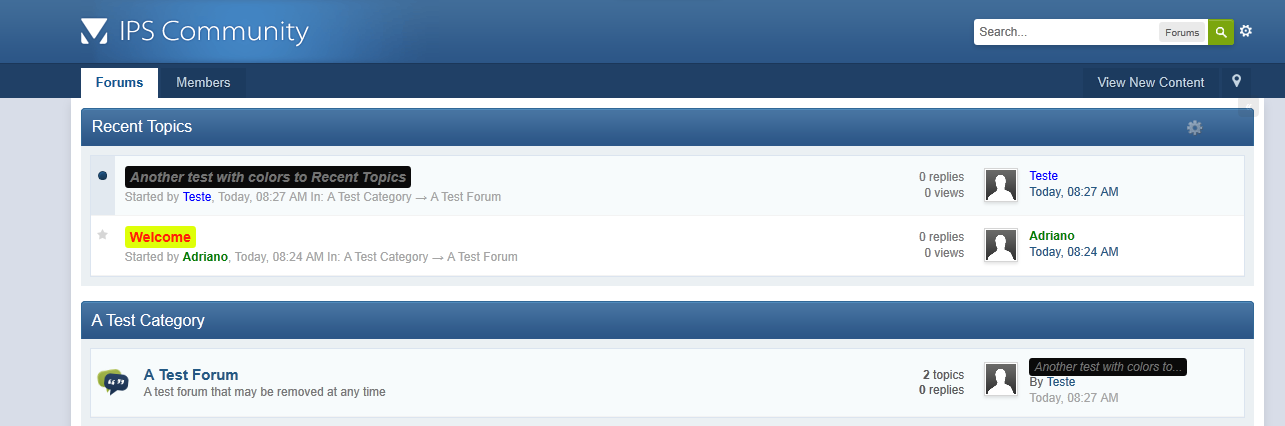 IPS Community
Search... Forums
Forums Members View New Content
Recent Topics
Another test with colors to Recent Topics
Started by Teste, Today, 08:27 AM In: A Test Category → A Test Forum
0 replies
0 views
Teste
Today, 08:27 AM
Welcome
Started by Adriano, Today, 08:24 AM In: A Test Category → A Test Forum
0 replies
0 views
Adriano
Today, 08:24 AM
A Test Category
A Test Forum
A test forum that may be removed at any time
2 topics
0 replies
Another test with colors to...
By Teste
Today, 08:27 AM